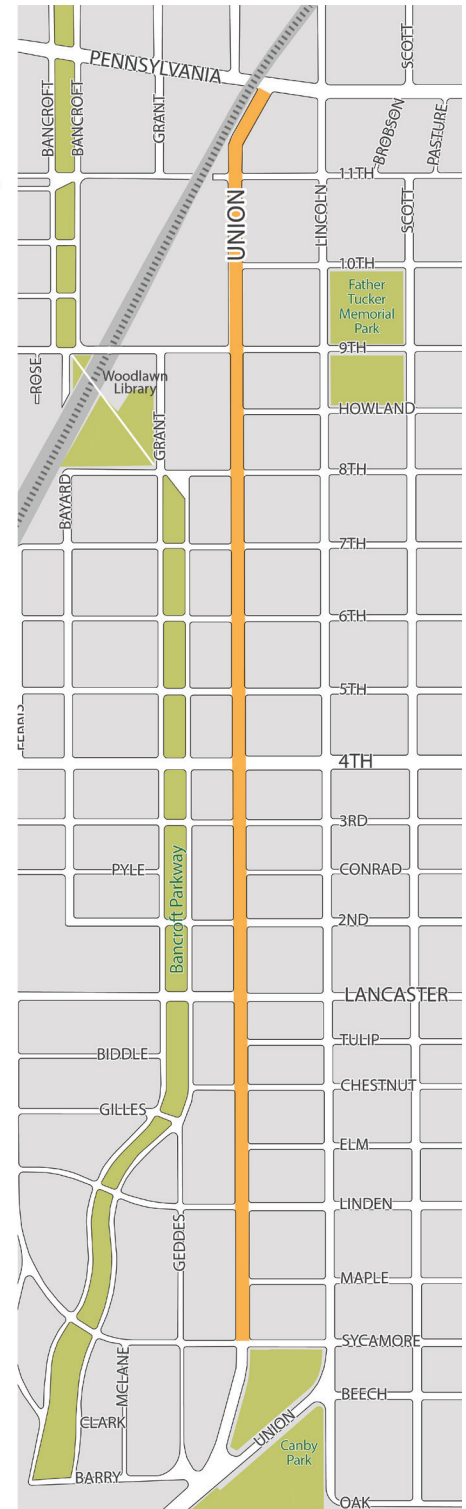 SCOTT
PENNSYLVANIA
BANCROFT
BANCROFT
GRANT
BROBSON
PASTURE
11TH
UNION
LINCOLN
SCOTT
10TH
Father
Tucker
Memorial
Park
9TH
ROSE
Woodlawn
Library
HOWLAND
GRANT
8TH
BAYARD
7TH
6TH
5TH
FERRIS
4TH
3RD
PYLE
CONRAD
Bancroft Parkway
2ND
LANCASTER
TULIP
BIDDLE
CHESTNUT
GILLES
ELM
LINDEN
GEDDES
MAPLE
SYCAMORE
MCLANE
BEECH
CLARK
UNION
Canby
Park
BARRY
OAK